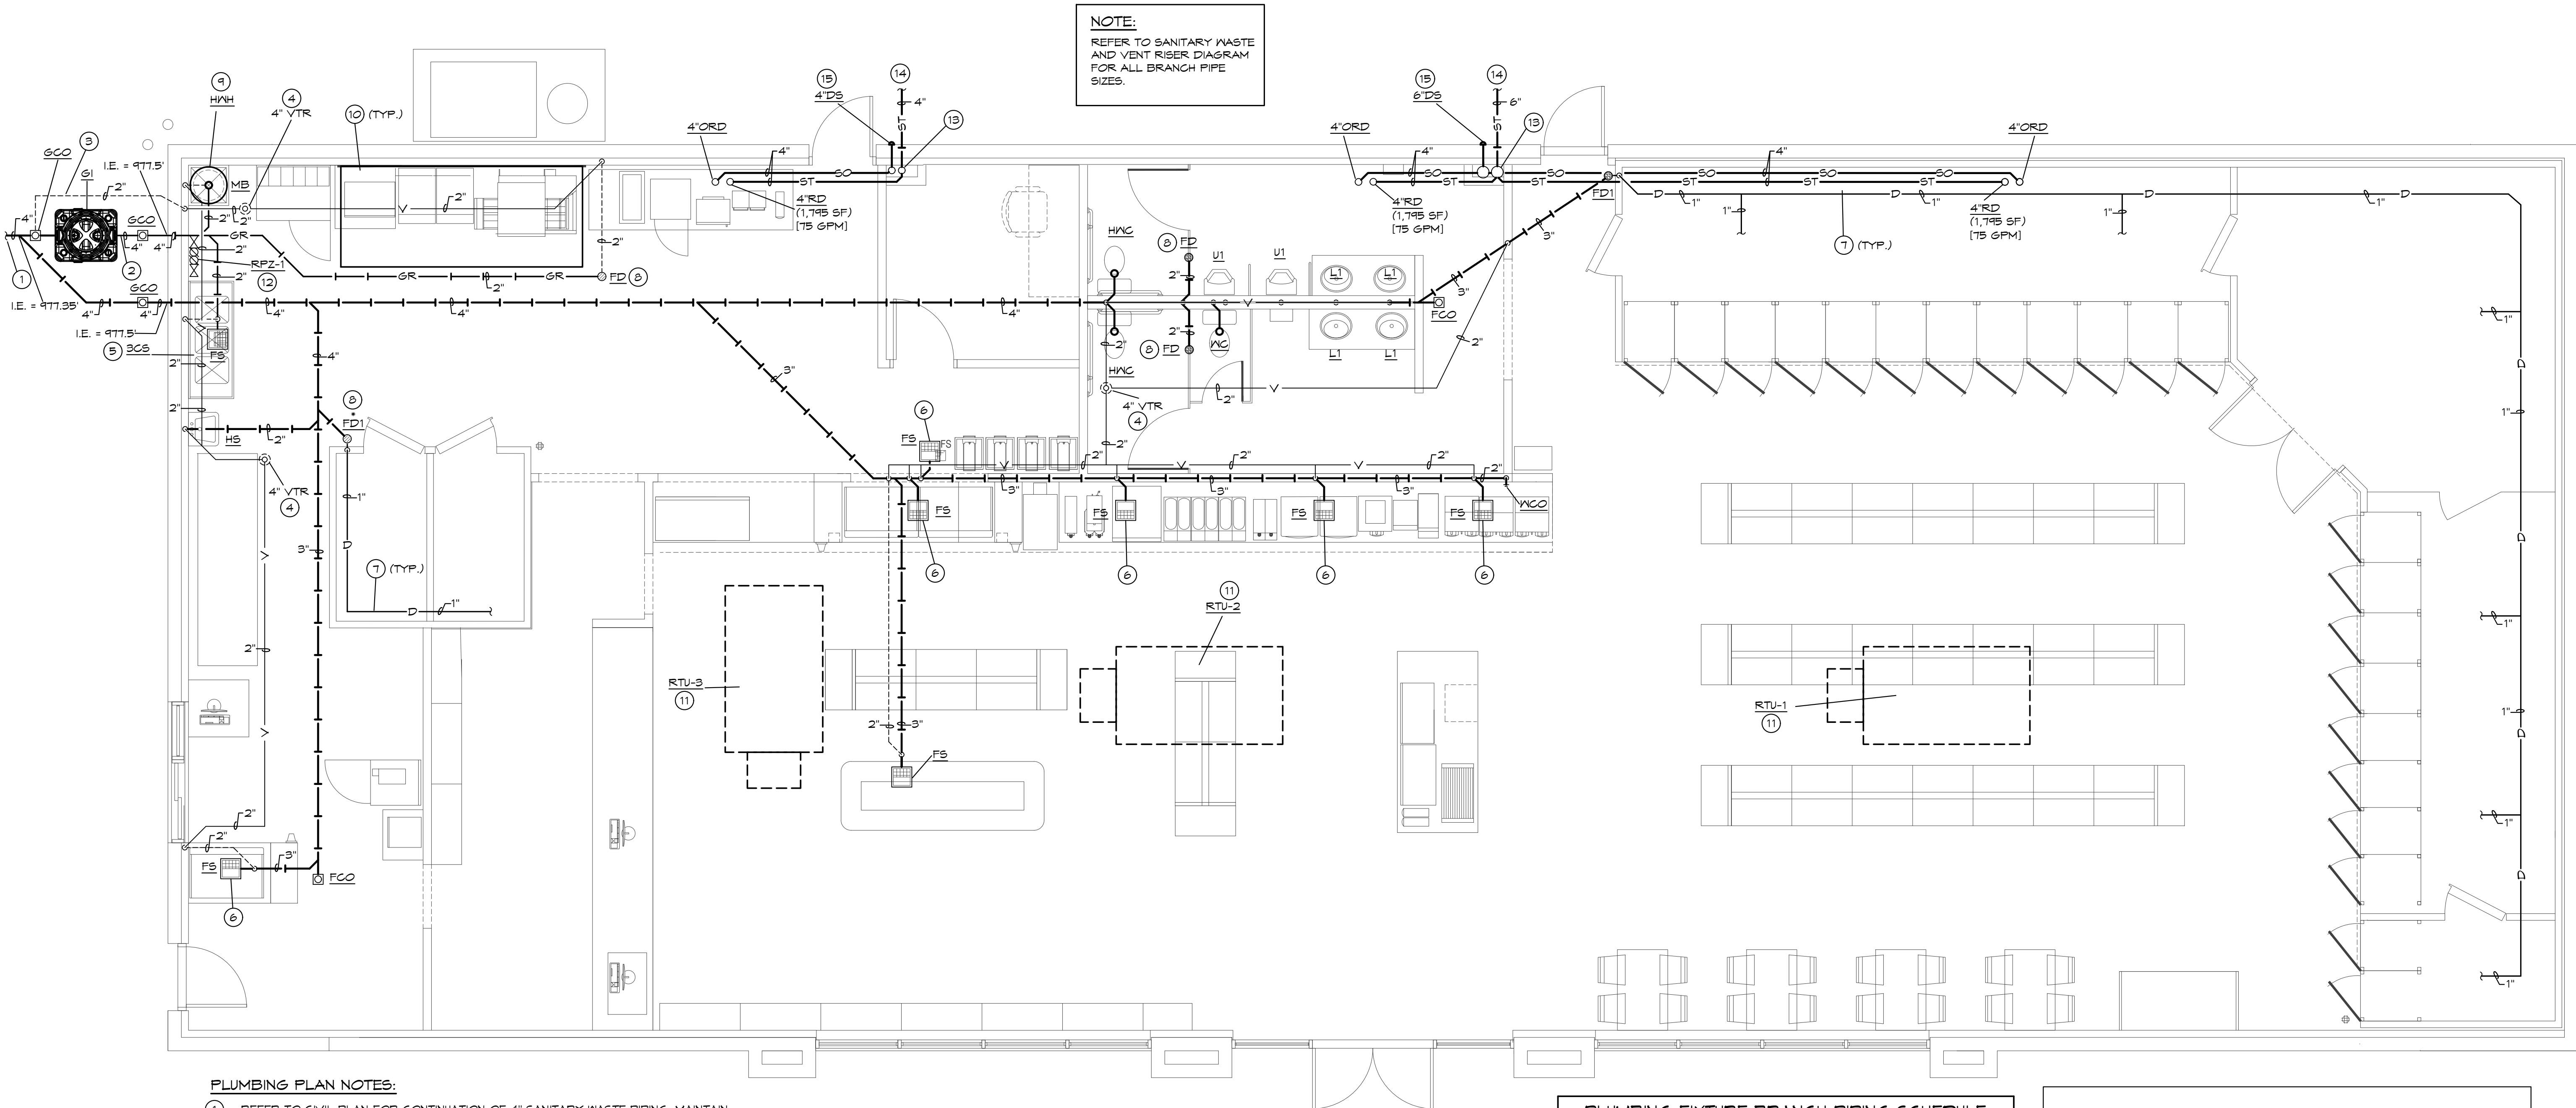 NOTE:
REFER TO SANITARY WASTE
AND VENT RISER DIAGRAM
FOR ALL BRANCH PIPE
SIZES.
9
HWH
4
4" VTR
10 (TYP.)
15
4"DS
14
4"
ST
13
4"ORD
4"
SO
ST
4"RD
(1,795 SF)
[75 GPM]
15
6"DS
14
6"
ST
13
4"ORD
4"
SO
ST
SO
ST
4"RD
(1,795 SF)
[75 GPM]
SO
4"
SO
SO
ST
ST
ST
4"ORD
4"RD
(1,795 SF)
[75 GPM]
FD1
D
1"
D
1"
D
1"
1"
1"
7 (TYP.)
GCO
3
GI
I.E. = 977.5'
2"
MB
2"
2"
V
2"
4"
GCO
4"
4"
GR
2"
1
2
RPZ-1
12
2"
GR
2"
GR
2"
FD 8
I.E. = 977.35'
GCO
4"
4"
I.E. = 977.5'
4"
4"
4"
5 3CS
FS
2"
2"
4"
HS
2"
8
*
FD1
3"
HWC
8 FD
2"
U1
U1
L1
L1
V
3"
3"
FCO
2"
8 FD
WC
L1
L1
2"
HWC
4" VTR
4
2"
V
2"
2"
4" VTR
4
1"
D
7 (TYP.)
D
1"
V
3"
2"
V
6
FS
FS
V
2"
V
2"
V
2"
2"
3"
3"
3"
WCO
FS
FS
FS
FS
6
6
6
6
11
RTU-2
RTU-3
11
2"
3"
FS
RTU-1
11
1"
D
1"
D
1"
1"
D
1"
D
1"
2"
2"
FS
3"
FCO
6
PLUMBING PLAN NOTES: